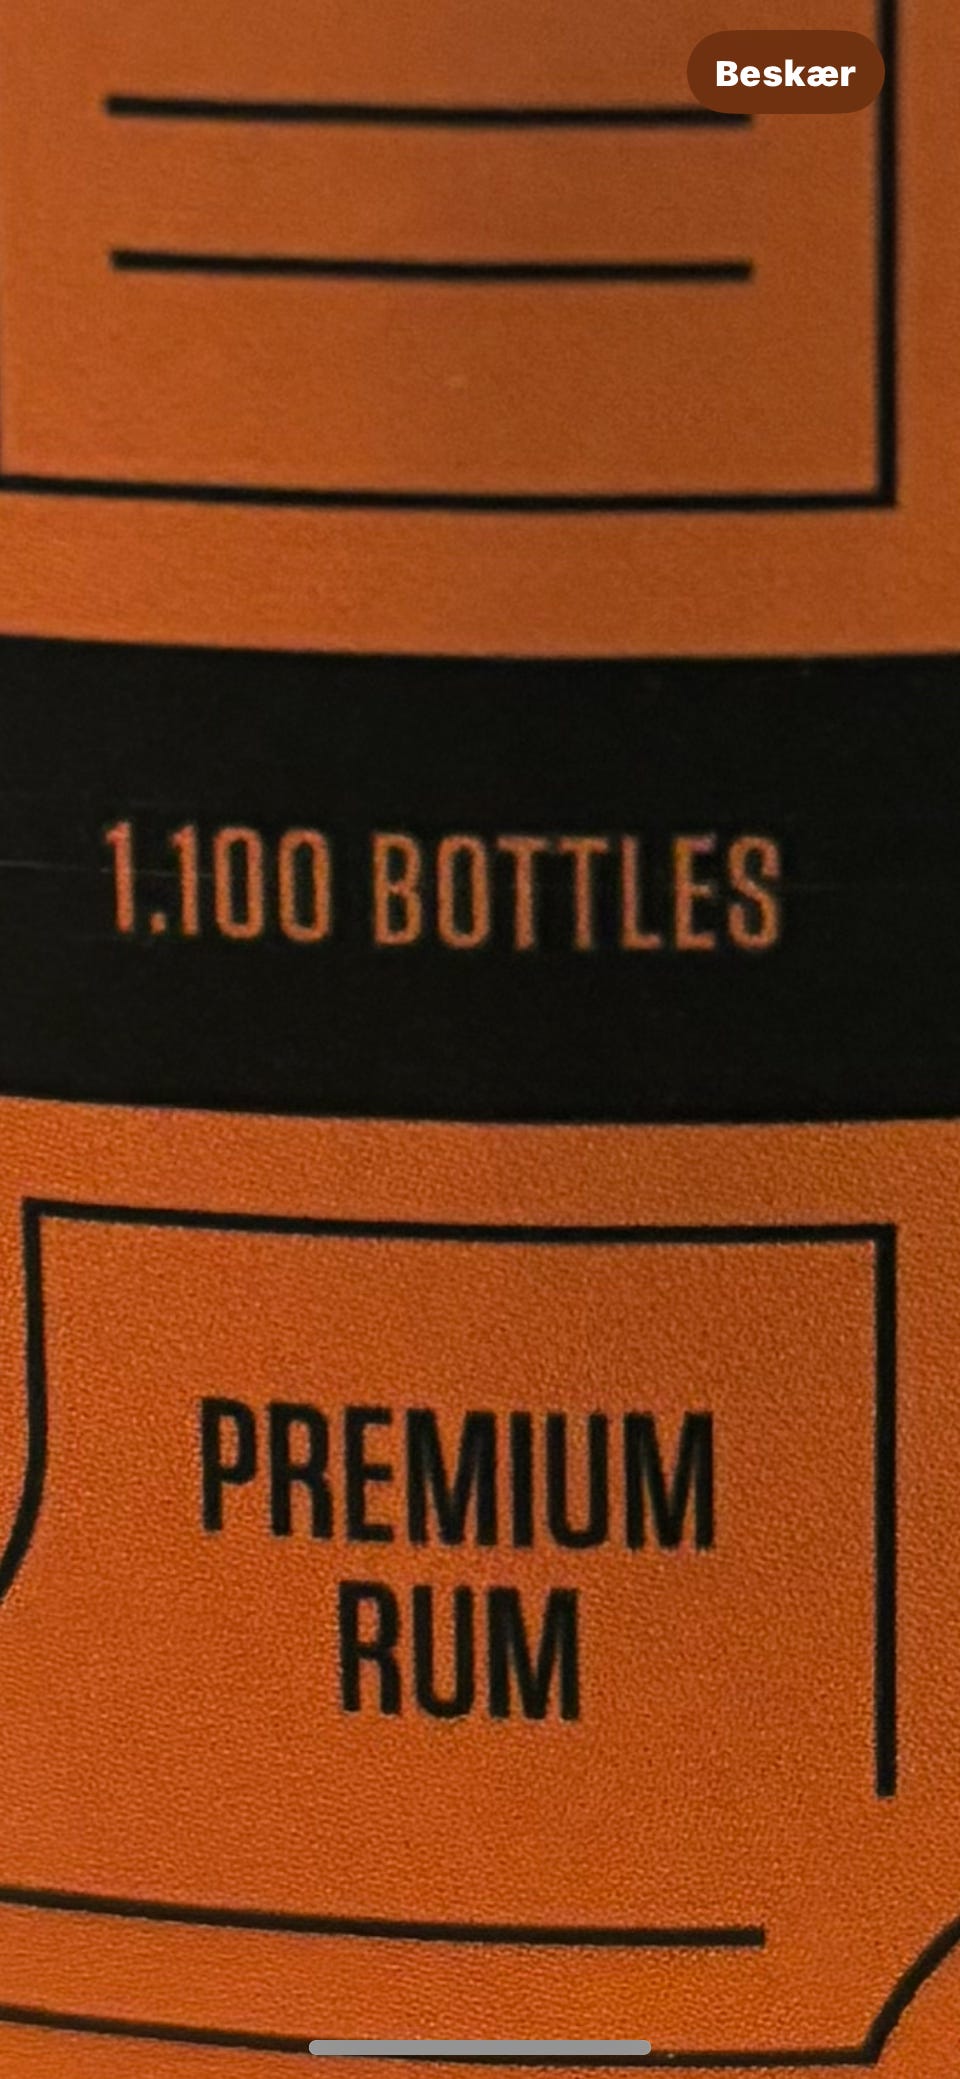 Beskær
1.100 BOTTLES
PREMIUM
RUM